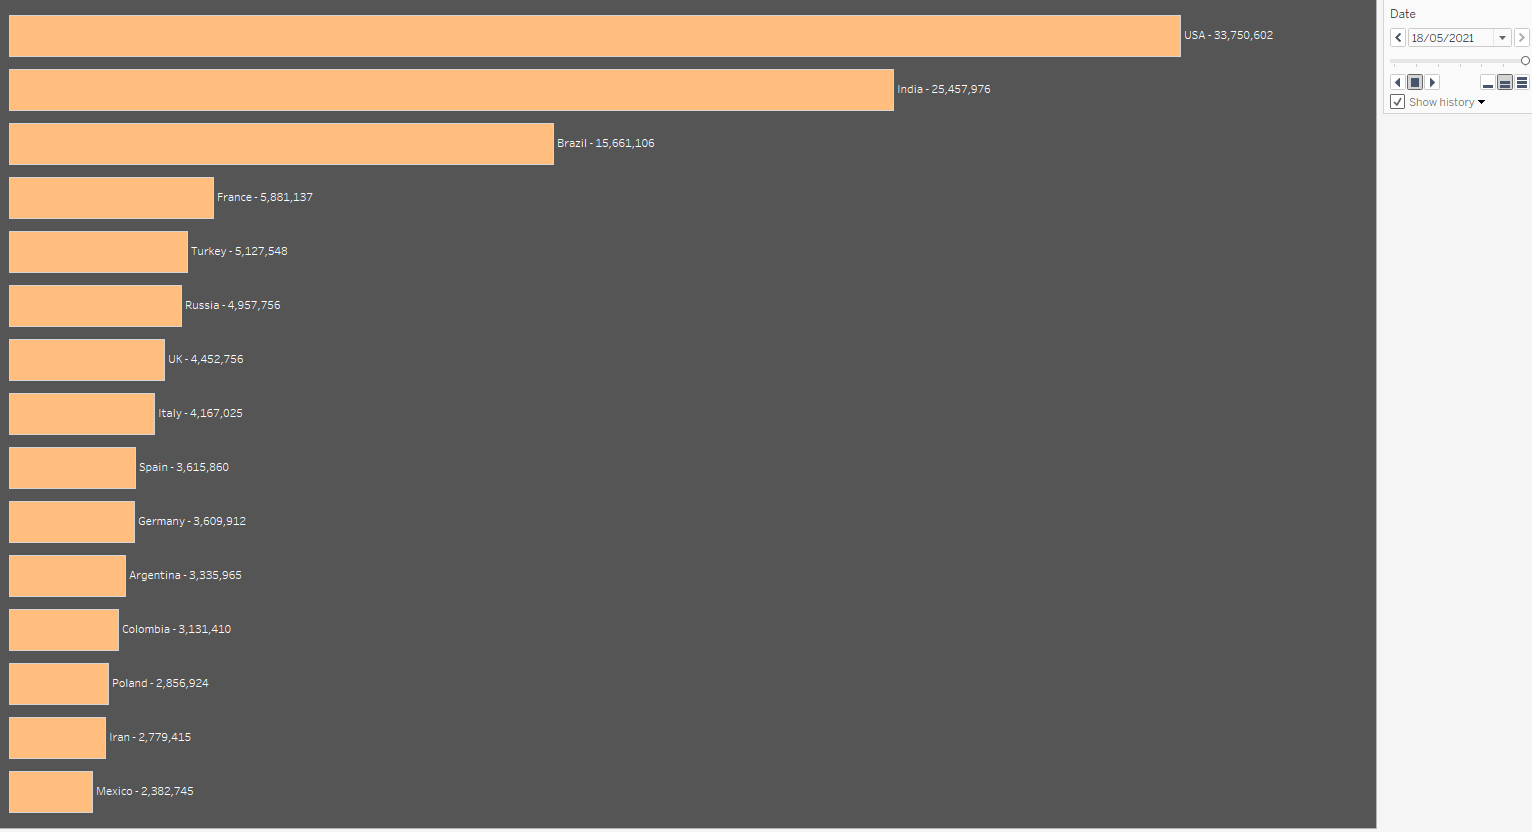 USA - 33,750,602
India - 25,457,976
Brazil - 15,661,106
France - 5,881,137
Turkey - 5,127,548
Russia - 4,957,756
UK - 4,452,756
Italy - 4,167,025
Spain - 3,615,860
Germany - 3,609,912
Argentina - 3,335,965
Colombia - 3,131,410
Poland - 2,856,924
Iran - 2,779,415
Mexico - 2,382,745
Date
18/05/2021
Show history